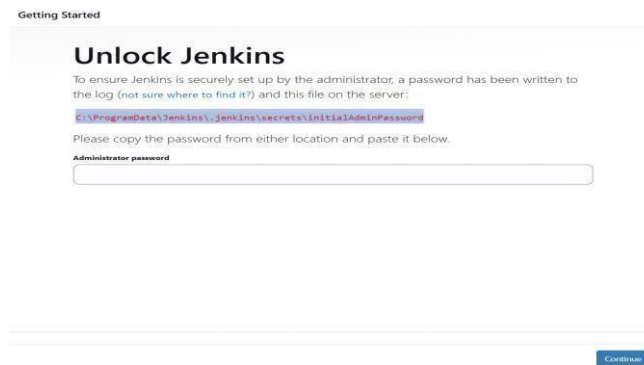 Getting Started
Unlock Jenkins
To ensure Jenkins is securely set up by the administrator, a password has been written to
the log (not sure where to find it?) and this file on the server:
C:\ProgramData\Jenkins\.jenkins\secrets\initialAdminPassword
Please copy the password from either location and paste it below.
Administrator password
Continue